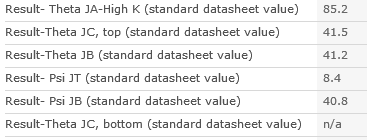 Result- Theta JA-High K (standard datasheet value) 85.2
Result-Theta JC, top (standard datasheet value) 41.5
Result-Theta JB (standard datasheet value) 41.2
Result- Psi JT (standard datasheet value) 8.4
Result- Psi JB (standard datasheet value) 40.8
Result-Theta JC, bottom (standard datasheet value) n/a